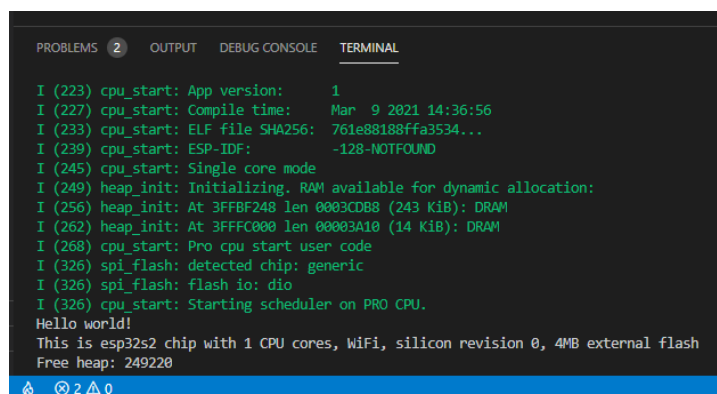 PROBLEMS 2 OUTPUT DEBUG CONSOLE TERMINAL
I (223) cpu_start: App version: 1
I (227) cpu_start: Compile time: Mar 9 2021 14:36:56
I (233) cpu_start: ELF file SHA256: 761e88188ffa3534...
I (239) cpu_start: ESP-IDF: -128-NOTFOUND
I (245) cpu_start: Single core mode
I (249) heap_init: Initializing. RAM available for dynamic allocation:
I (256) heap_init: At 3FFBF248 len 0003CDB8 (243 KiB): DRAM
I (262) heap_init: At 3FFFC000 len 00003A10 (14 KiB): DRAM
I (268) cpu_start: Pro cpu start user code
I (326) spi_flash: detected chip: generic
I (326) spi_flash: flash io: dio
I (326) cpu_start: Starting scheduler on PRO CPU.
Hello world!
This is esp32s2 chip with 1 CPU cores, WiFi, silicon revision 0, 4MB external flash
Free heap: 249220
2 0